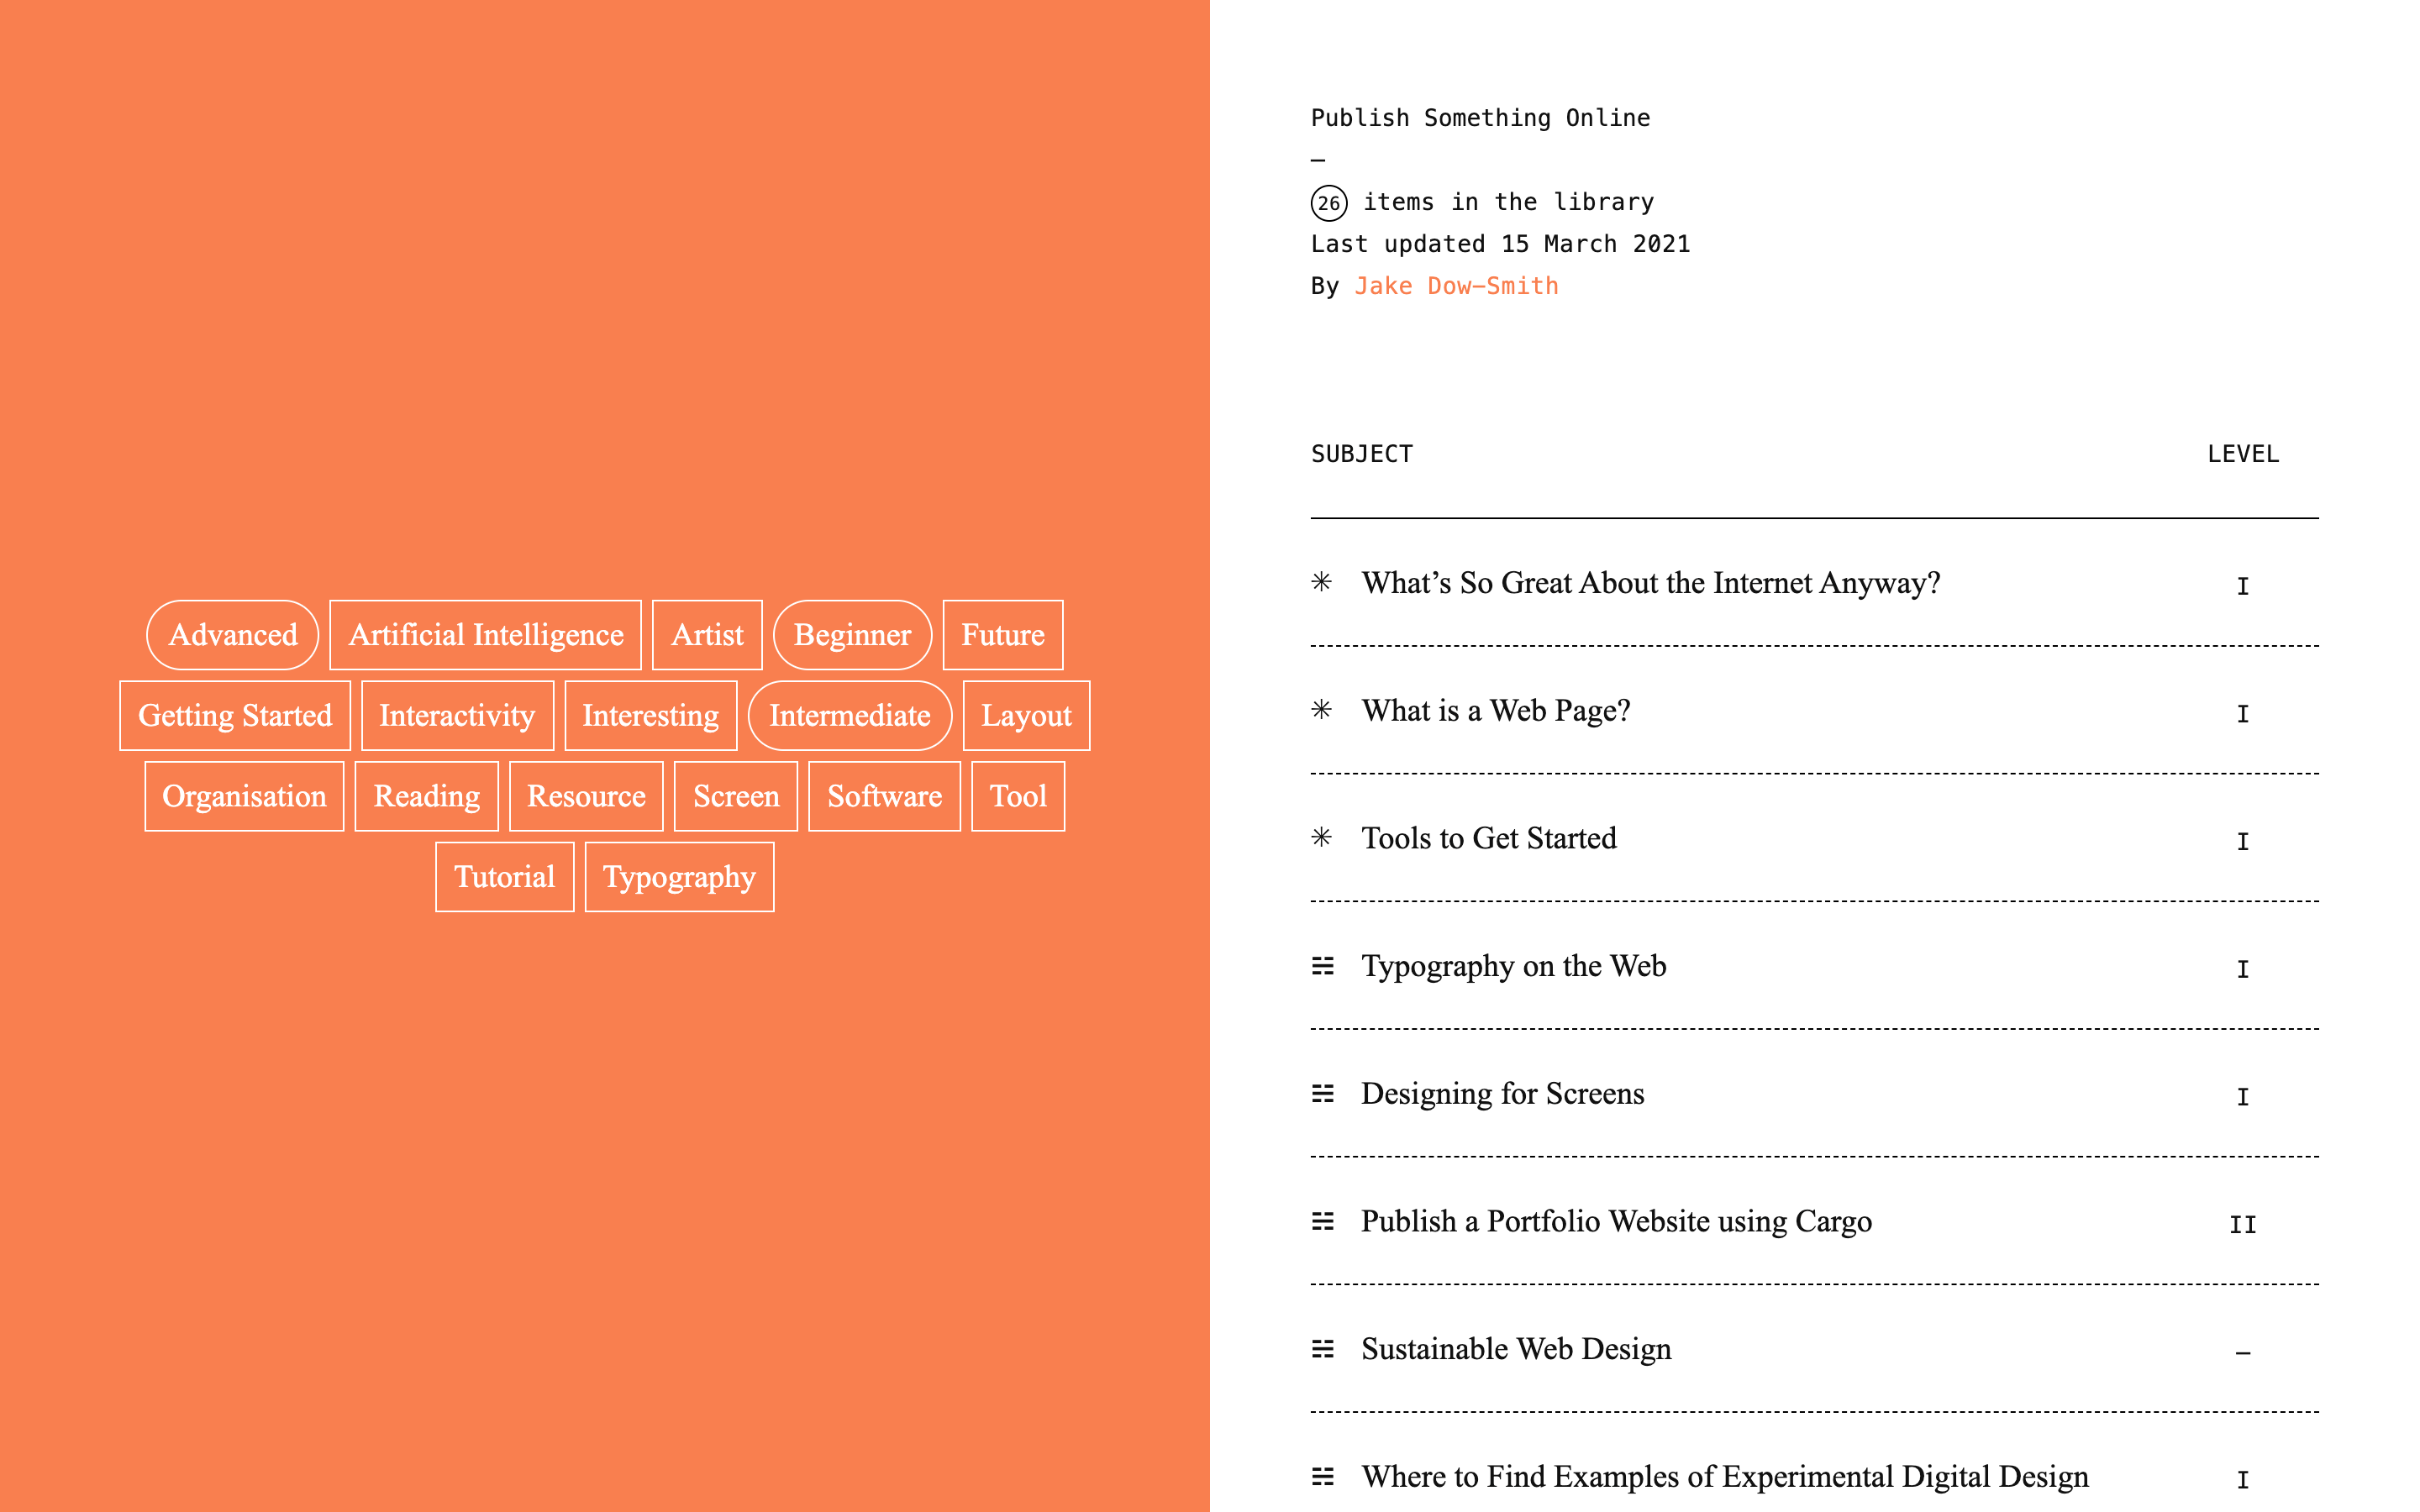 Advanced Artificial Intelligence Artist Beginner Future
Getting Started Interactivity Interesting Intermediate Layout
Organisation Reading Resource Screen Software Tool
Tutorial Typography
Publish Something Online
—
26 items in the library
Last updated 15 March 2021
By Jake Dow-Smith
SUBJECT LEVEL
✳ What’s So Great About the Internet Anyway? I
✳ What is a Web Page? I
✳ Tools to Get Started I
☵ Typography on the Web I
☵ Designing for Screens I
☵ Publish a Portfolio Website using Cargo II
☵ Sustainable Web Design —
☵ Where to Find Examples of Experimental Digital Design I